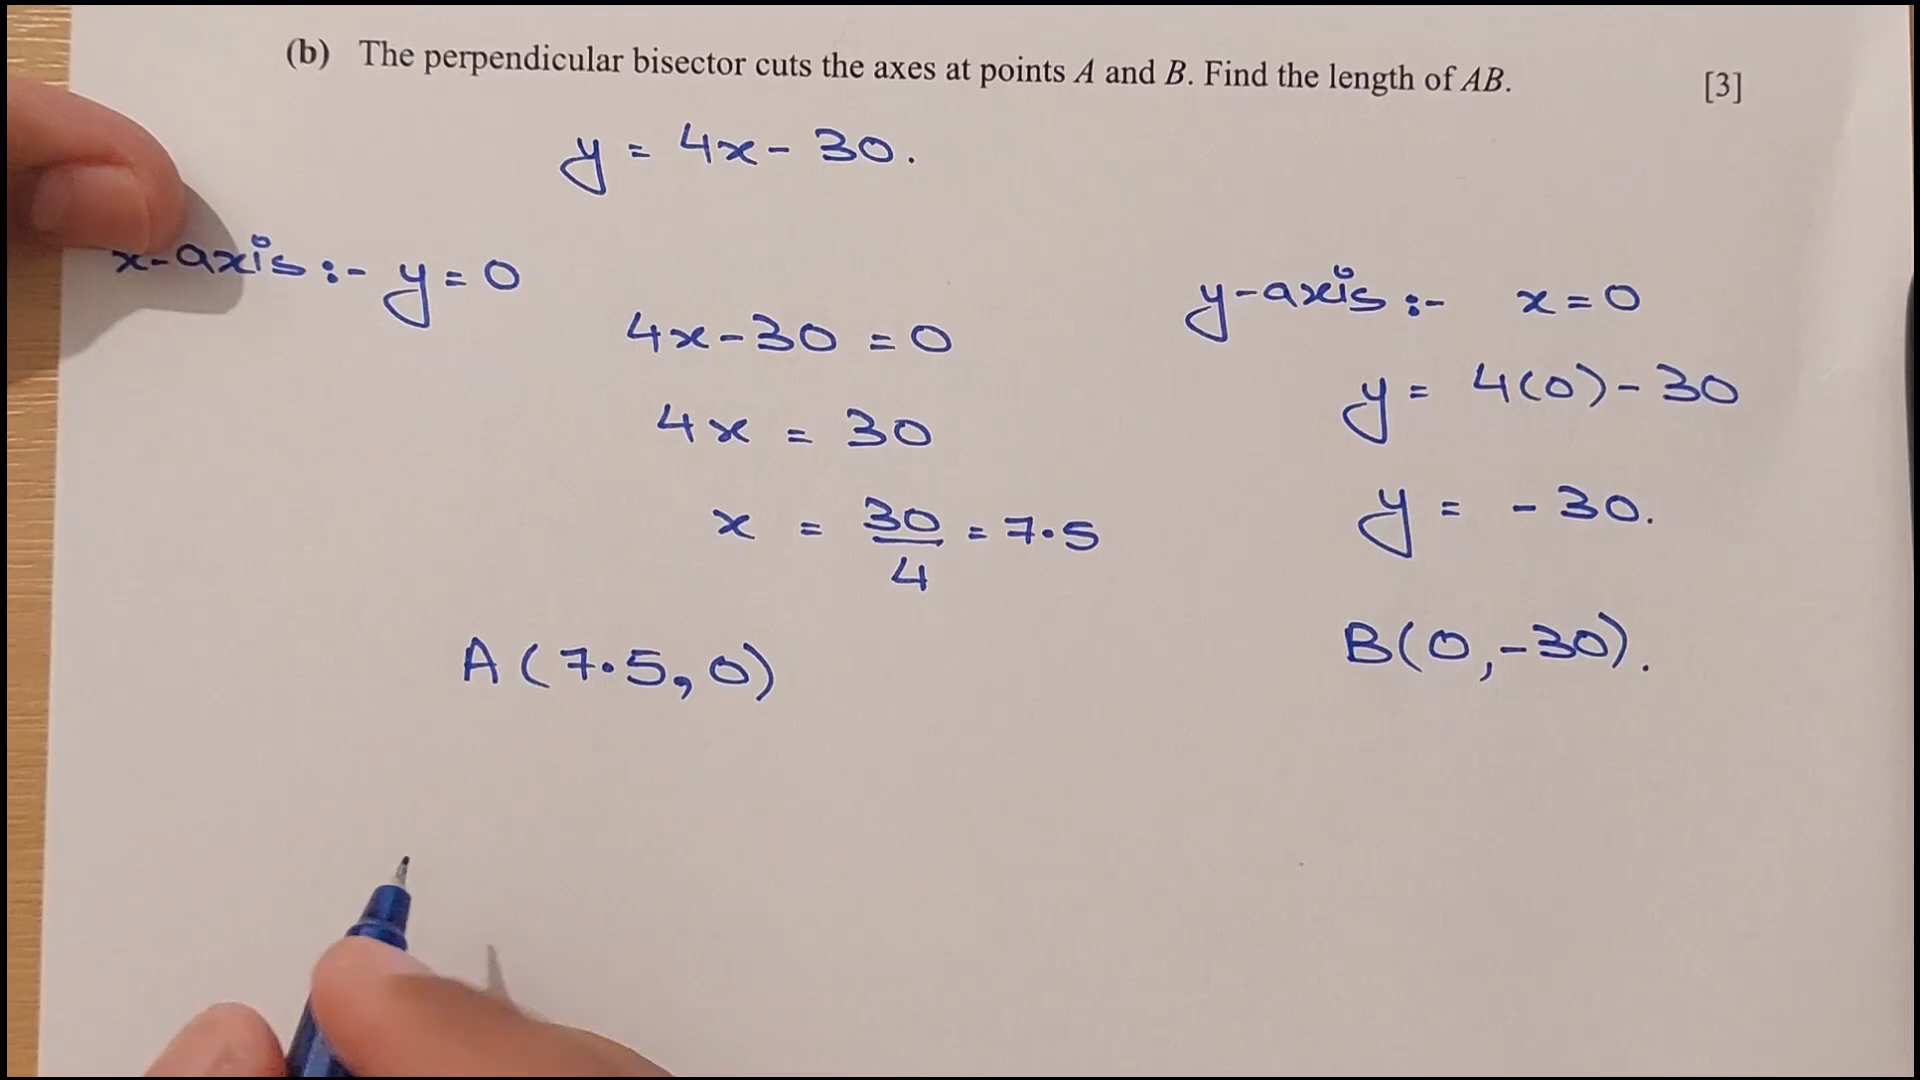 (b) The perpendicular bisector cuts the axes at points A and B. Find the length of AB. [3]
y = 4x - 30.
x-axis :- y = 0
4x - 30 = 0
4x = 30
x = 30/4 = 7.5
A (7.5, 0)
y-axis :- x = 0
y = 4(0) - 30
y = - 30.
B(0, -30).